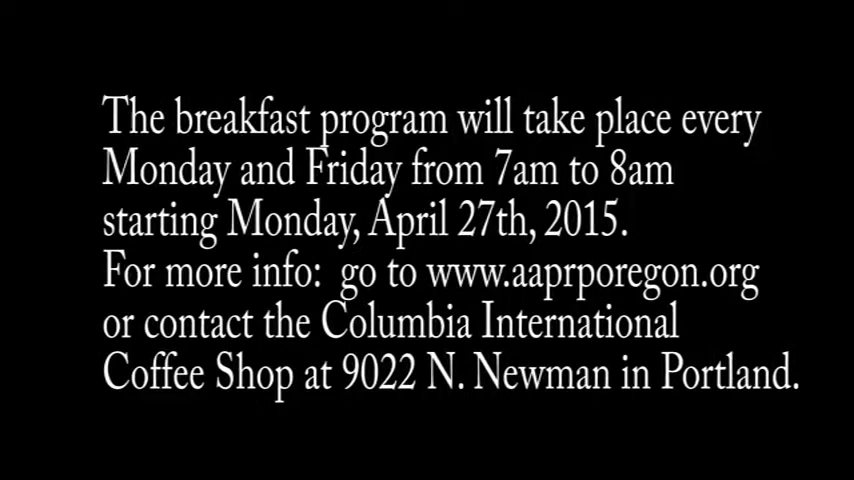 The breakfast program will take place every
Monday and Friday from 7am to 8am
starting Monday, April 27th, 2015.
For more info:  go to www.aaprporegon.org
or contact the Columbia International
Coffee Shop at 9022 N. Newman in Portland.